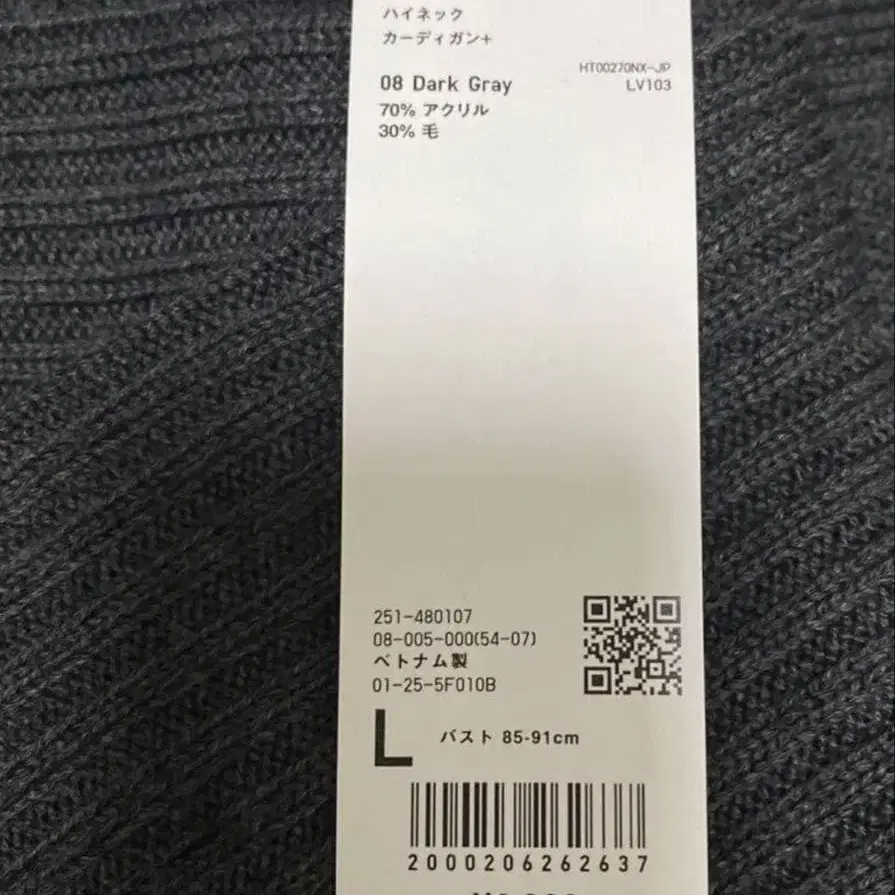 ハイネック
カーディガン+
HT00270NX-JP
08 Dark Gray
LV103
70% アクリル
30% 毛
251-480107
08-005-000(54-07)
ベトナム製
01-25-5F010B
L バスト 85-91cm
2000206262637